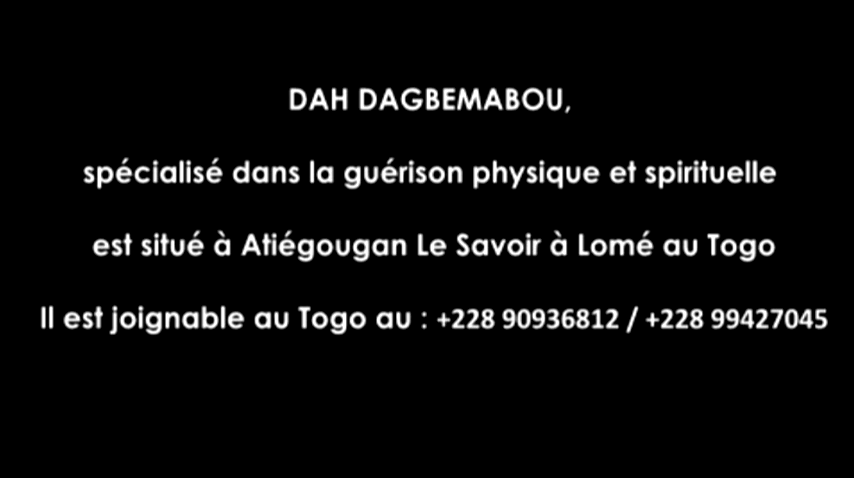 DAH DAGBEMABOU,
spécialisé dans la guérison physique et spirituelle
est situé à Atiégougan Le Savoir à Lomé au Togo
Il est joignable au Togo au : +228 90936812 / +228 99427045